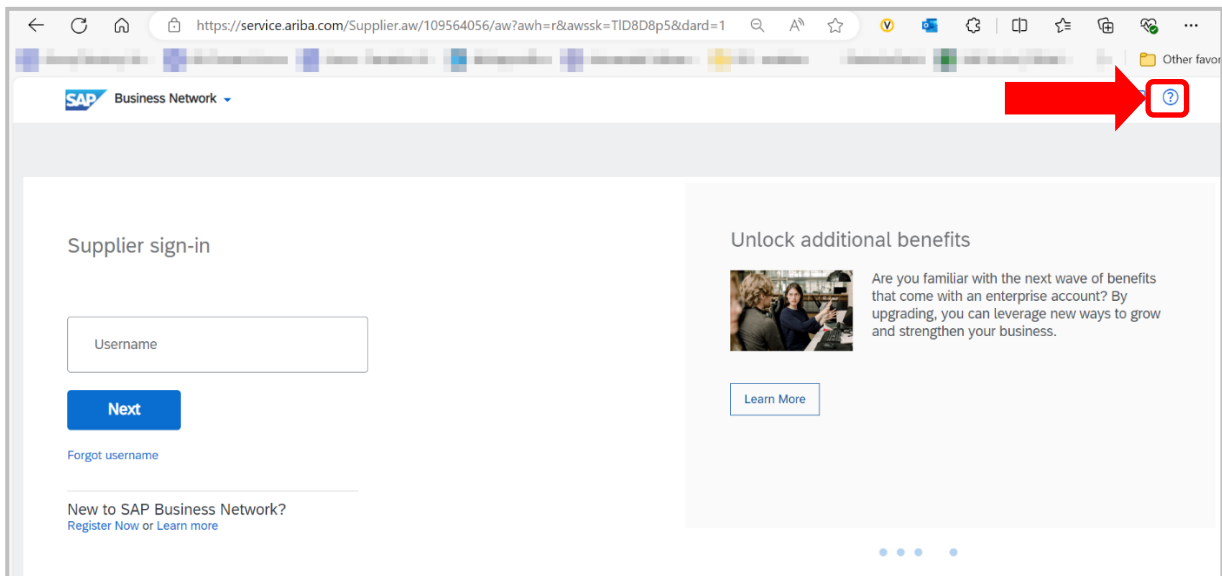 https://service.ariba.com/Supplier.aw/109564056/aw?awh=r&awssk=TlD8D8p5&dard=1
Other favor
SAP Business Network
Supplier sign-in
Username
Next
Forgot username
New to SAP Business Network?
Register Now or Learn more
Unlock additional benefits
Are you familiar with the next wave of benefits
that come with an enterprise account? By
upgrading, you can leverage new ways to grow
and strengthen your business.
Learn More